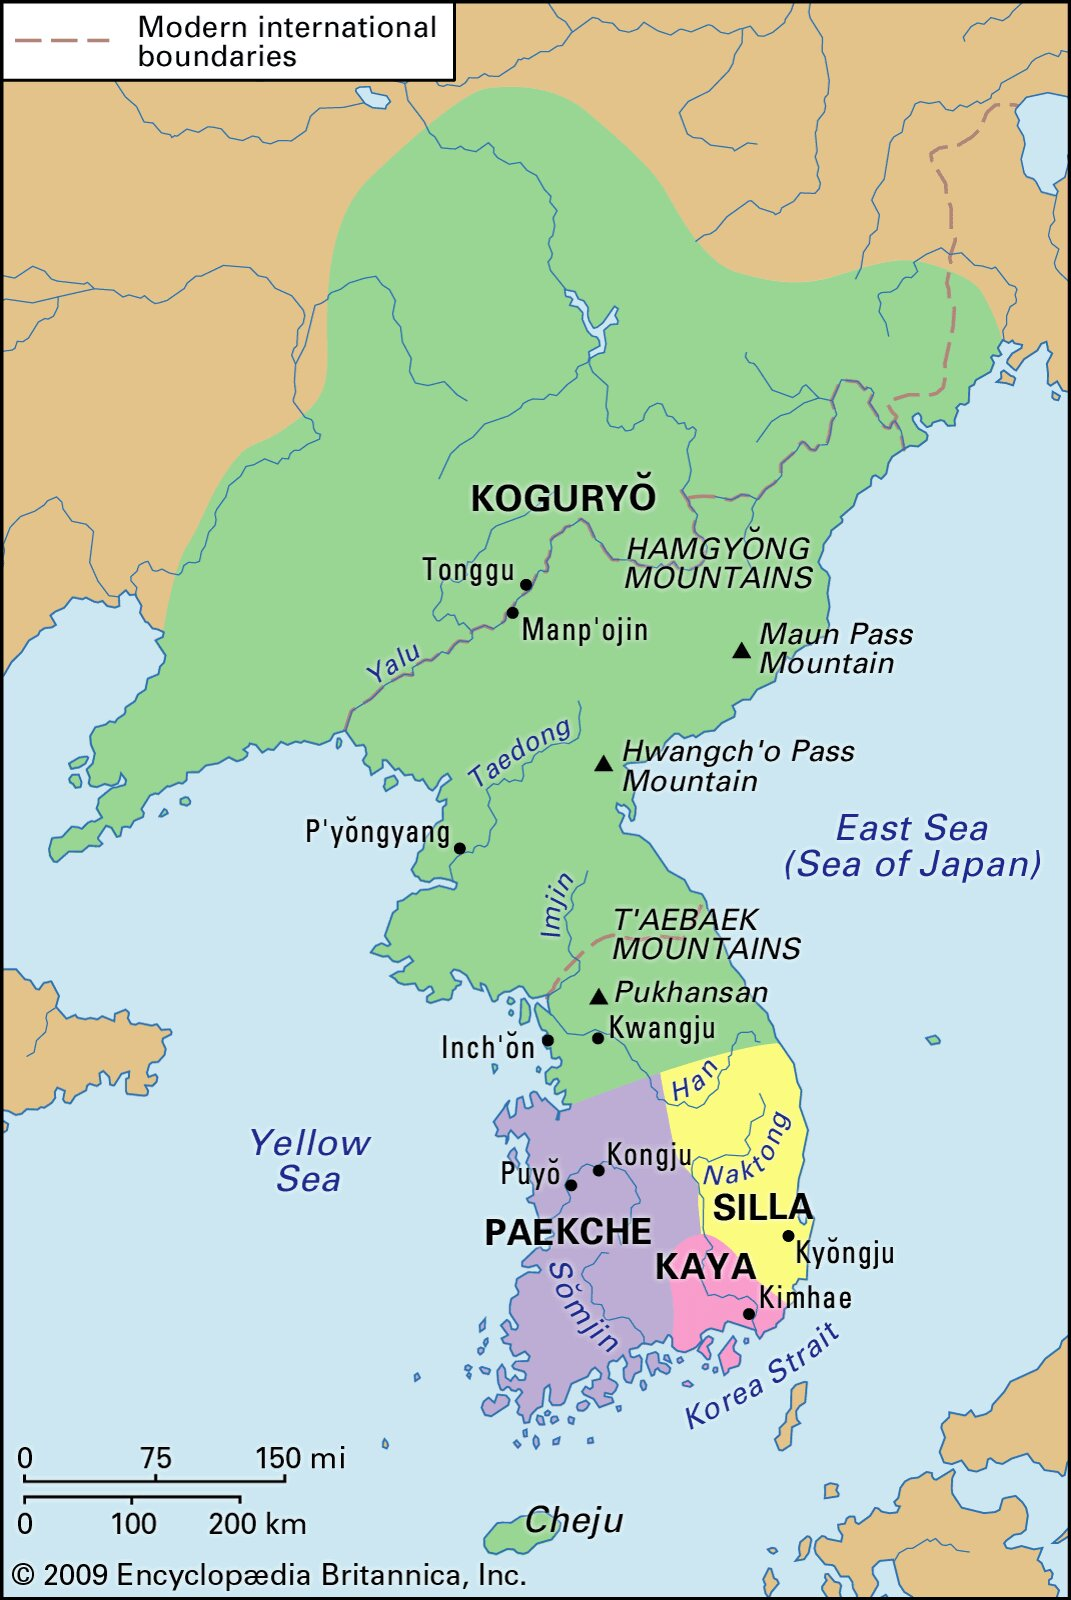 Modern international
boundaries
KOGURYŎ
HAMGYŎNG
MOUNTAINS
Tonggu
Manp'ojin
Maun Pass
Mountain
Yalu
Taedong
Hwangch'o Pass
Mountain
P'yŏngyang
East Sea
(Sea of Japan)
Imjin
T'AEBAEK
MOUNTAINS
Pukhansan
Kwangju
Inch'ŏn
Han
Yellow
Sea
Naktong
Kongju
Puyŏ
SILLA
PAEKCHE
Kyŏngju
KAYA
Sŏmjin
Kimhae
Korea Strait
0 75 150 mi
0 100 200 km
Cheju
© 2009 Encyclopædia Britannica, Inc.